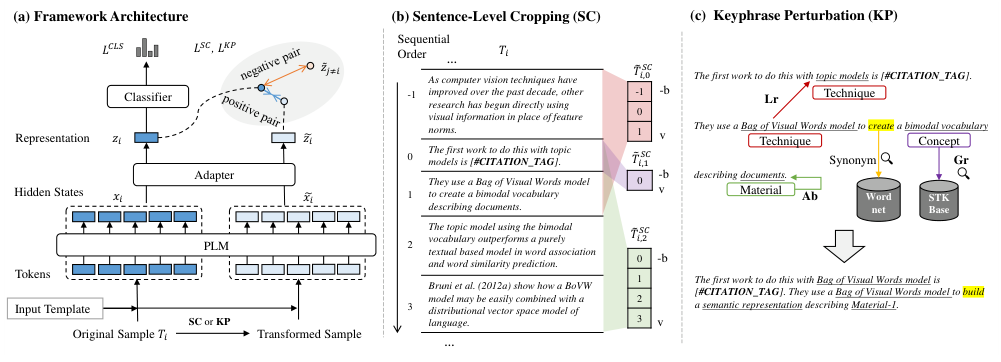 (a) Framework Architecture
L^CLS
L^SC, L^KP
negative pair
z̃_{j≠i}
Classifier
positive pair
Representation
z_i
z̃_i
Adapter
Hidden States
x_i
x̃_i
PLM
Tokens
Input Template
Original Sample T_i
SC or KP
Transformed Sample
(b) Sentence-Level Cropping (SC)
Sequential
Order
T_i
...
-1
As computer vision techniques have
improved over the past decade, other
research has begun directly using
visual information in place of feature
norms.
0
The first work to do this with topic
models is [#CITATION_TAG].
1
They use a Bag of Visual Words model
to create a bimodal vocabulary
describing documents.
2
The topic model using the bimodal
vocabulary outperforms a purely
textual based model in word association
and word similarity prediction.
3
Bruni et al. (2012a) show how a BoVW
model may be easily combined with a
distributional vector space model of
language.
...
T̃^SC_{i,0}
-1
-b
0
1
v
T̃^SC_{i,1}
0
-b
v
T̃^SC_{i,2}
0
-b
1
2
3
v
(c) Keyphrase Perturbation (KP)
The first work to do this with topic models is [#CITATION_TAG].
Lr
Technique
They use a Bag of Visual Words model to create a bimodal vocabulary
Technique
Concept
Synonym
Gr
describing documents.
Material
Ab
Word
net
STK
Base
The first work to do this with Bag of Visual Words model is
[#CITATION_TAG]. They use a Bag of Visual Words model to build
a semantic representation describing Material-1.